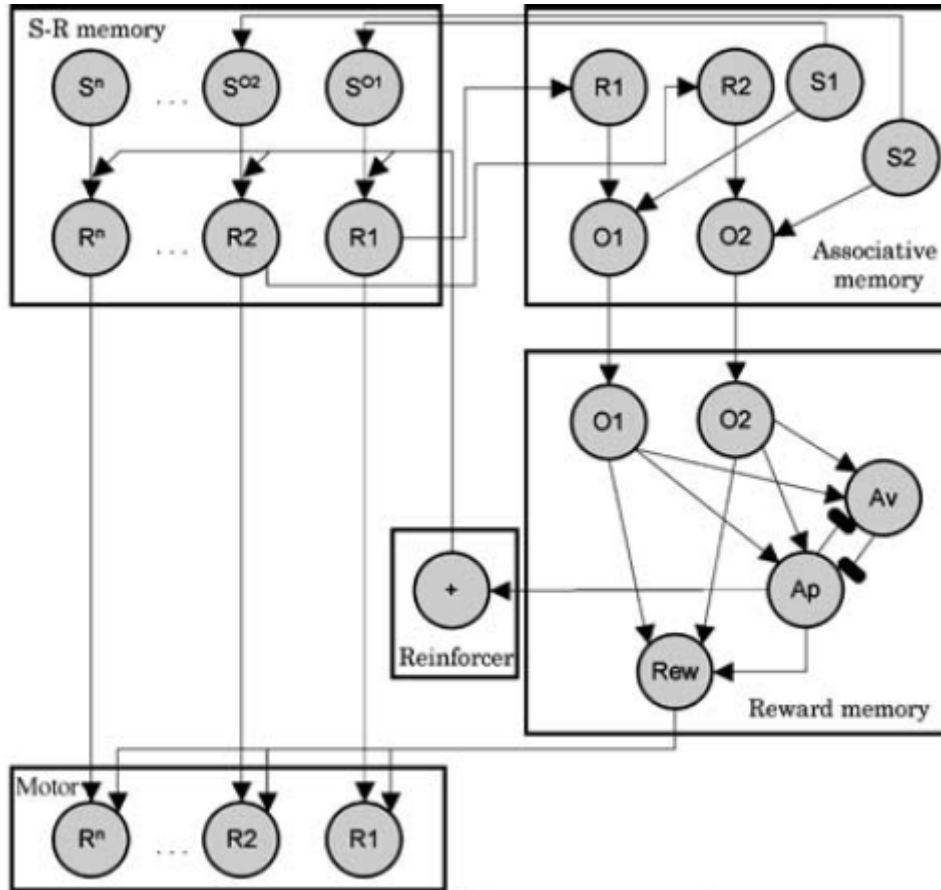 S-R memory
Sⁿ
. . .
S^O2
S^O1
Rⁿ
. . .
R2
R1
R1
R2
S1
S2
O1
O2
Associative
memory
O1
O2
Av
Ap
Rew
Reward memory
+
Reinforcer
Motor
Rⁿ
. . .
R2
R1